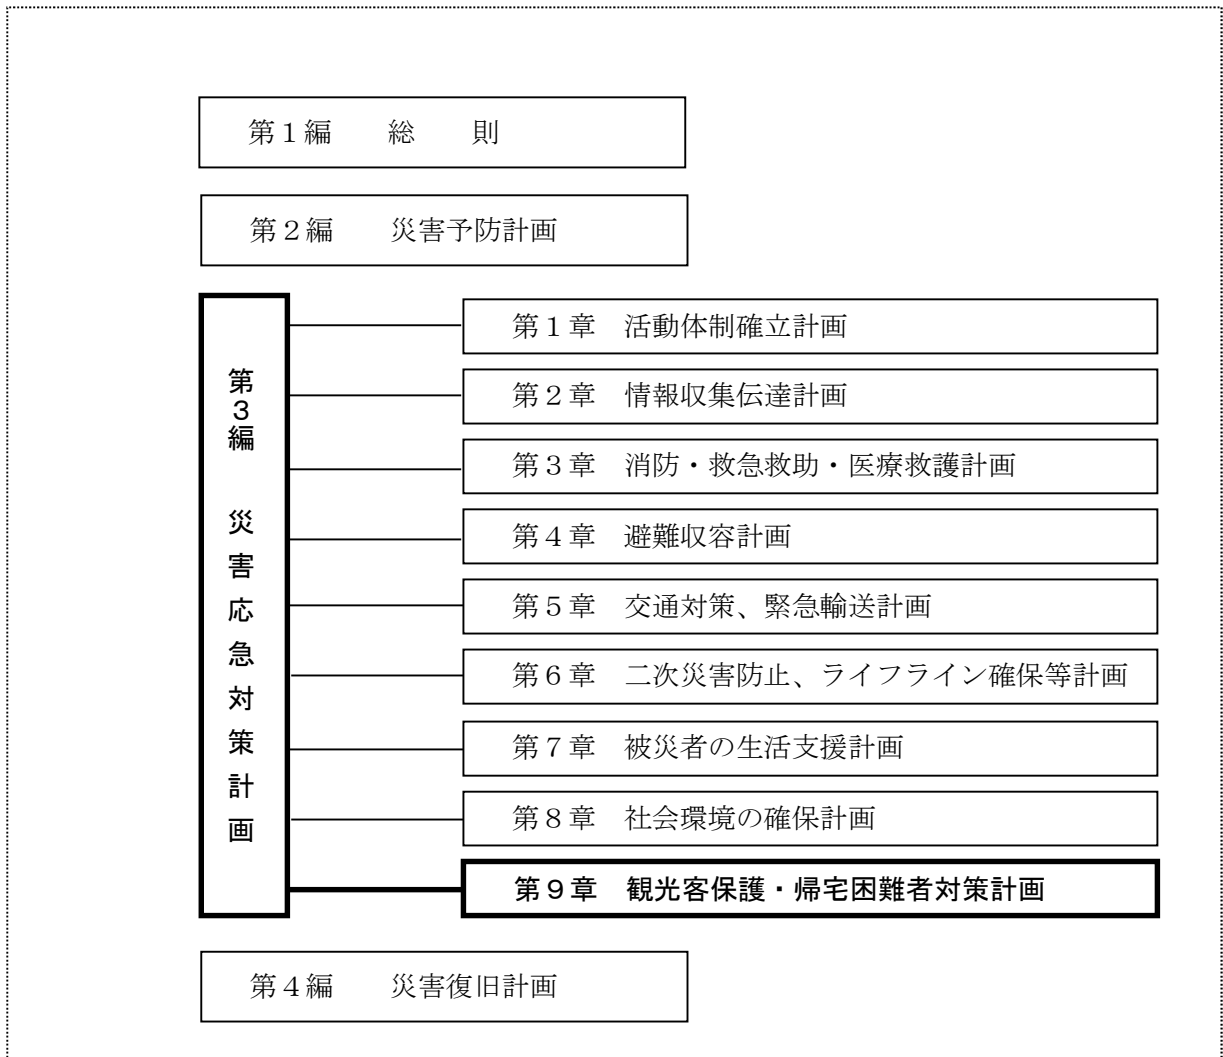 第１編　　総　　則
第２編　　災害予防計画
第３編　災害応急対策計画
第１章　活動体制確立計画
第２章　情報収集伝達計画
第３章　消防・救急救助・医療救護計画
第４章　避難収容計画
第５章　交通対策、緊急輸送計画
第６章　二次災害防止、ライフライン確保等計画
第７章　被災者の生活支援計画
第８章　社会環境の確保計画
第９章　観光客保護・帰宅困難者対策計画
第４編　　災害復旧計画